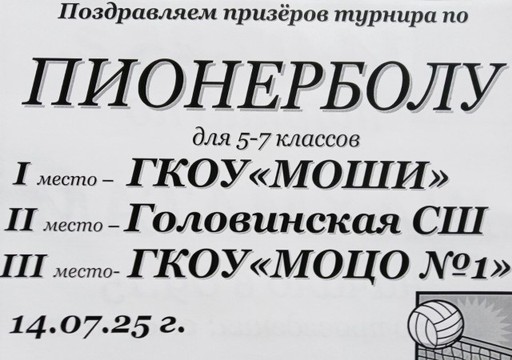 Поздравляем призёров турнира по
ПИОНЕРБОЛУ
для 5-7 классов
I место – ГКОУ«МОШИ»
II место – Головинская СШ
III место- ГКОУ«МОЦО №1»
14.07.25 г.